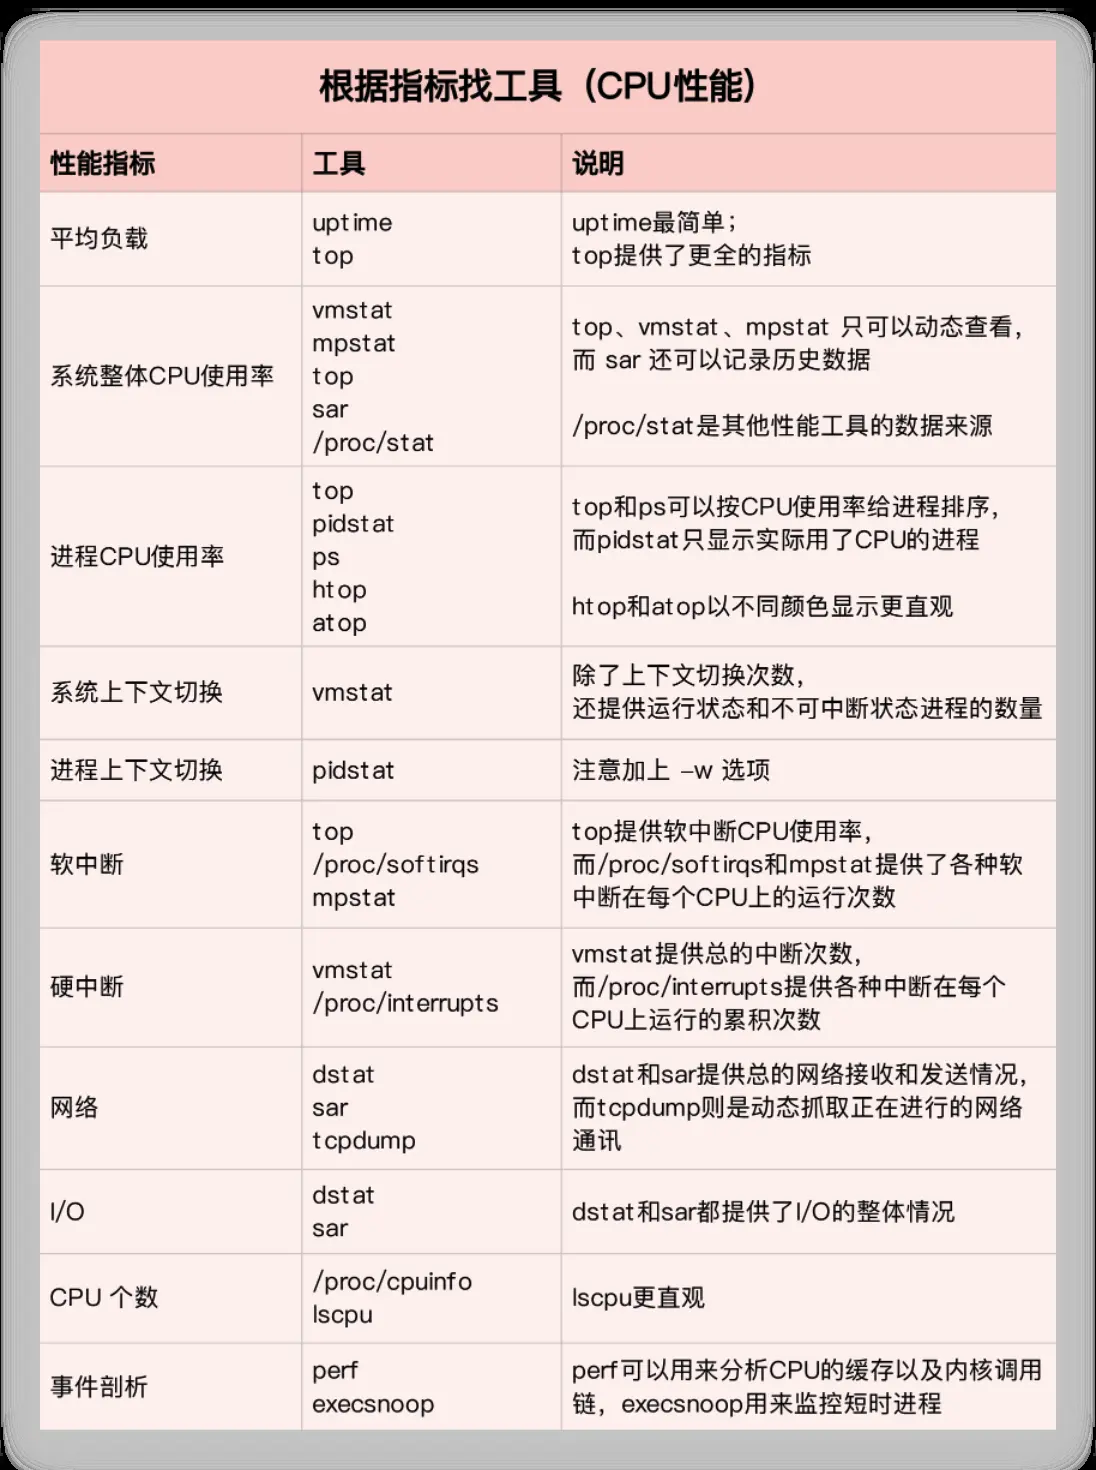 根据指标找工具（CPU性能）
性能指标
工具
说明
平均负载
uptime
top
uptime最简单；
top提供了更全的指标
系统整体CPU使用率
vmstat
mpstat
top
sar
/proc/stat
top、vmstat、mpstat 只可以动态查看，
而 sar 还可以记录历史数据
/proc/stat是其他性能工具的数据来源
进程CPU使用率
top
pidstat
ps
htop
atop
top和ps可以按CPU使用率给进程排序，
而pidstat只显示实际用了CPU的进程
htop和atop以不同颜色显示更直观
系统上下文切换
vmstat
除了上下文切换次数，
还提供运行状态和不可中断状态进程的数量
进程上下文切换
pidstat
注意加上 –w 选项
软中断
top
/proc/softirqs
mpstat
top提供软中断CPU使用率，
而/proc/softirqs和mpstat提供了各种软
中断在每个CPU上的运行次数
硬中断
vmstat
/proc/interrupts
vmstat提供总的中断次数，
而/proc/interrupts提供各种中断在每个
CPU上运行的累积次数
网络
dstat
sar
tcpdump
dstat和sar提供总的网络接收和发送情况，
而tcpdump则是动态抓取正在进行的网络
通讯
I/O
dstat
sar
dstat和sar都提供了I/O的整体情况
CPU 个数
/proc/cpuinfo
lscpu
lscpu更直观
事件剖析
perf
execsnoop
perf可以用来分析CPU的缓存以及内核调用
链，execsnoop用来监控短时进程